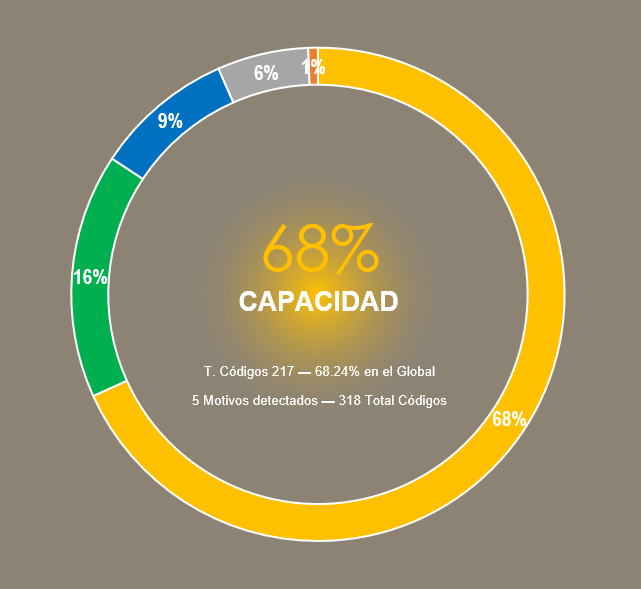 6%
1%
9%
68%
16%
CAPACIDAD
T. Códigos 217 — 68.24% en el Global
5 Motivos detectados — 318 Total Códigos
68%